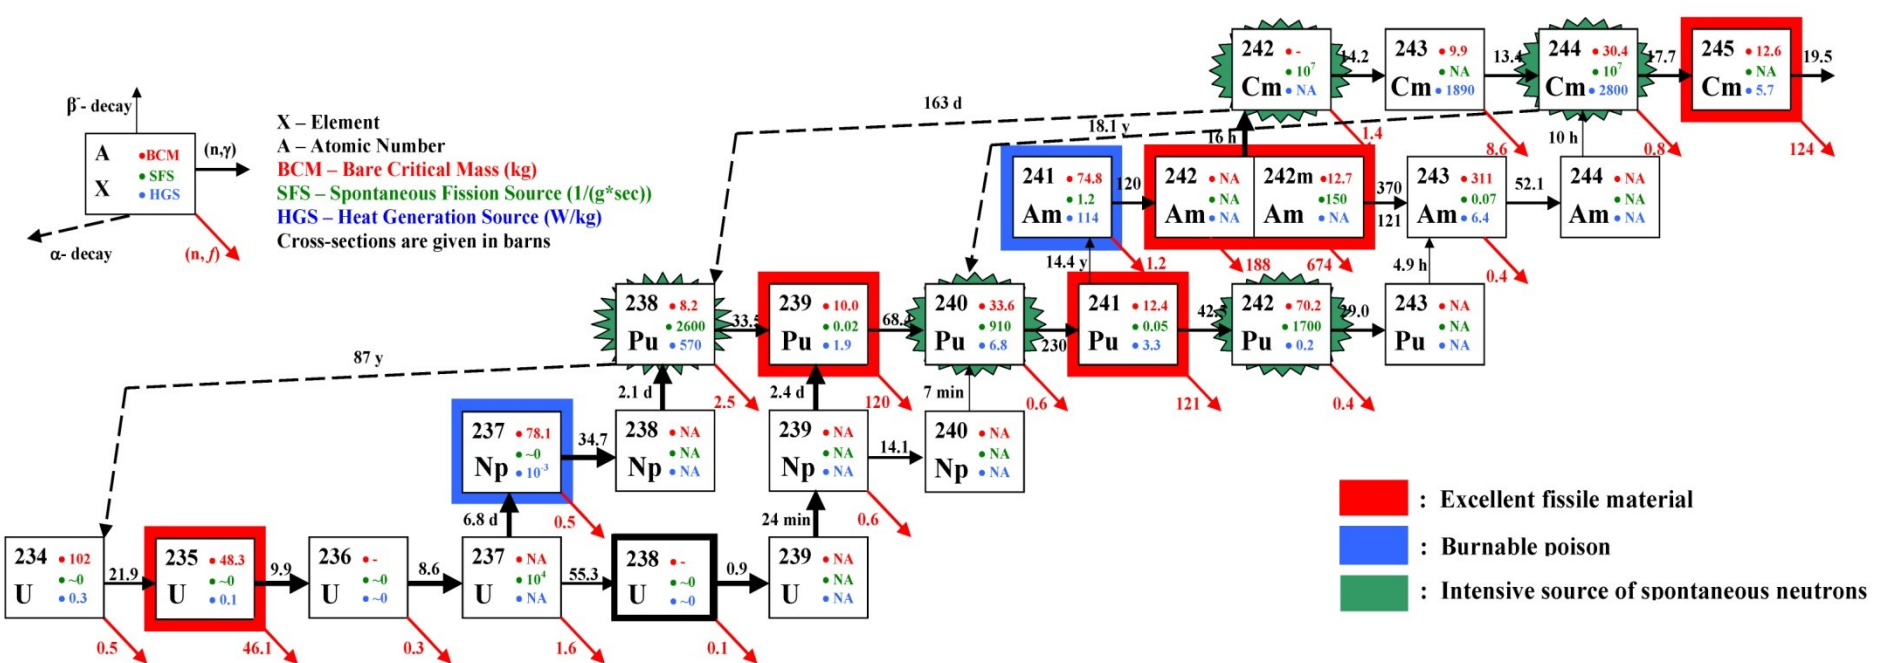 242 • - 14.2 243 • 9.9 13.4 244 • 30.4 17.7 245 • 12.6 19.5
• 10⁷ • NA • 10⁷ • NA
Cm • NA Cm • 1890 Cm • 2800 Cm • 5.7
β⁻- decay
163 d
18.1 y 16 h 1.4 8.6 10 h 0.8 124
A • BCM (n,γ)
• SFS
X • HGS
α- decay (n, f)
X – Element
A – Atomic Number
BCM – Bare Critical Mass (kg)
SFS – Spontaneous Fission Source (1/(g*sec))
HGS – Heat Generation Source (W/kg)
Cross-sections are given in barns
241 • 74.8 120 242 • NA 242m • 12.7 370 243 • 311 52.1 244 • NA
• 1.2 • NA • 150 121 • 0.07 • NA
Am • 114 Am • NA Am • NA Am • 6.4 Am • NA
14.4 y 1.2 188 674 4.9 h 0.4
238 • 8.2 33.5 239 • 10.0 68.4 240 • 33.6 230 241 • 12.4 42.5 242 • 70.2 29.0 243 • NA
• 2600 • 0.02 • 910 • 0.05 • 1700 • NA
Pu • 570 Pu • 1.9 Pu • 6.8 Pu • 3.3 Pu • 0.2 Pu • NA
87 y
2.1 d 2.5 2.4 d 120 7 min 0.6 121 0.4
237 • 78.1 34.7 238 • NA 239 • NA 14.1 240 • NA
• ~0 • NA • NA • NA
Np • 10⁻³ Np • NA Np • NA Np • NA
6.8 d 0.5 24 min 0.6
234 • 102 21.9 235 • 48.3 9.9 236 • - 8.6 237 • NA 55.3 238 • - 0.9 239 • NA
• ~0 • ~0 • ~0 • 10⁴ • ~0 • NA
U • 0.3 U • 0.1 U • ~0 U • NA U • ~0 U • NA
0.5 46.1 0.3 1.6 0.1
: Excellent fissile material
: Burnable poison
: Intensive source of spontaneous neutrons